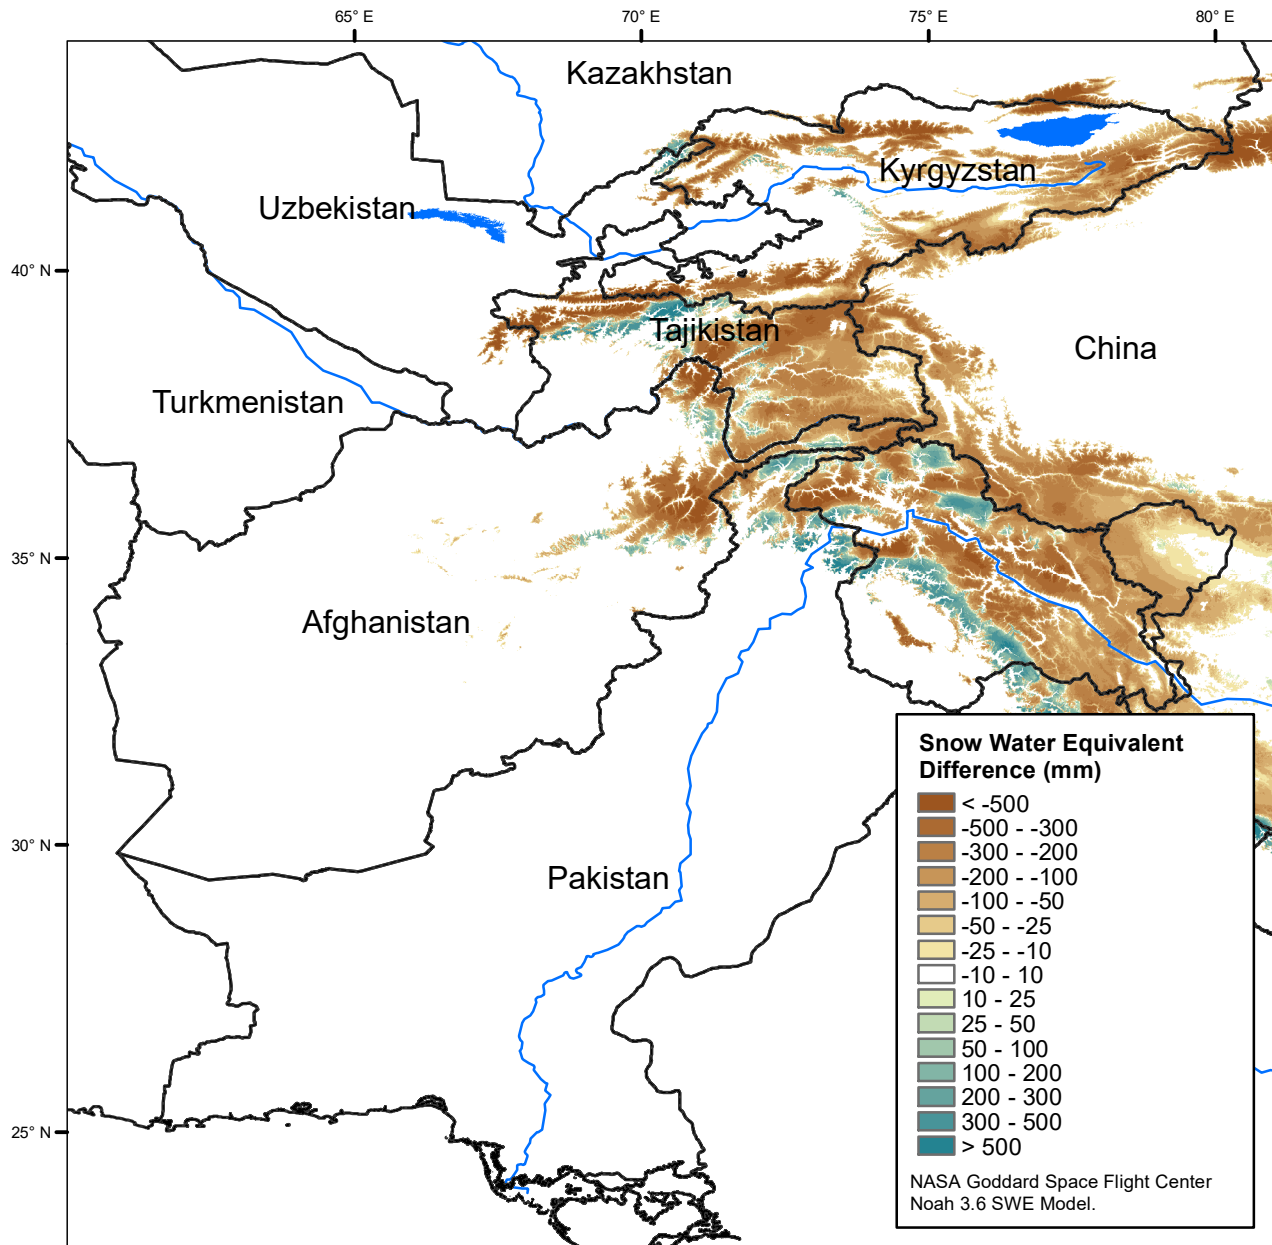 65° E
70° E
75° E
80° E
Kazakhstan
Kyrgyzstan
Uzbekistan
40° N
Tajikistan
China
Turkmenistan
35° N
Afghanistan
30° N
Pakistan
25° N
Snow Water Equivalent
Difference (mm)
< -500
-500 - -300
-300 - -200
-200 - -100
-100 - -50
-50 - -25
-25 - -10
-10 - 10
10 - 25
25 - 50
50 - 100
100 - 200
200 - 300
300 - 500
> 500
NASA Goddard Space Flight Center
Noah 3.6 SWE Model.